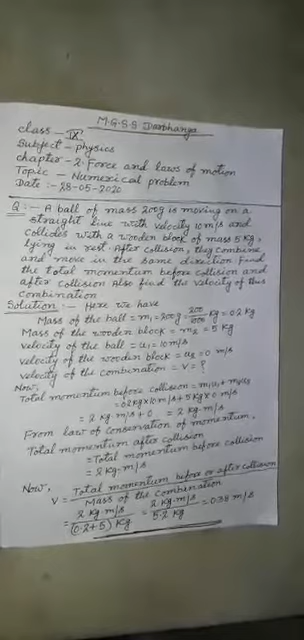 M.G.S.S Darbhanga
class - IX
Subject - physics
chapter - 2. Force and laws of motion
Topic - Numerical problem
Date :- 28-05-2020
Q :- A ball of mass 200g is moving on a
straight line with velocity 10 m/s and
collides with a wooden block of mass 5 kg,
lying in rest. After collision, they combine
and move in the same direction Find
the total momentum before collision and
after collision Also find the velocity of this
combination
Solution :- Here we have
Mass of the ball = m₁ = 200g = 200/1000 kg = 0.2 kg
Mass of the wooden block = m₂ = 5 kg
velocity of the ball = u₁ = 10 m/s
velocity of the wooden block = u₂ = 0 m/s
velocity of the combination = v = ?
Now,
Total momentum before collision = m₁u₁ + m₂u₂
= 0.2 kg x 10 m/s + 5 kg x 0 m/s
= 2 kg. m/s + 0 = 2 kg. m/s
From law of conservation of momentum,
Total momentum after collision
= Total momentum before collision
= 2 kg. m/s
Now,
V = Total momentum before or after collision
Mass of the combination
= 2 kg. m/s / (0.2 + 5) kg = 2 kg. m/s / 5.2 kg = 0.38 m/s